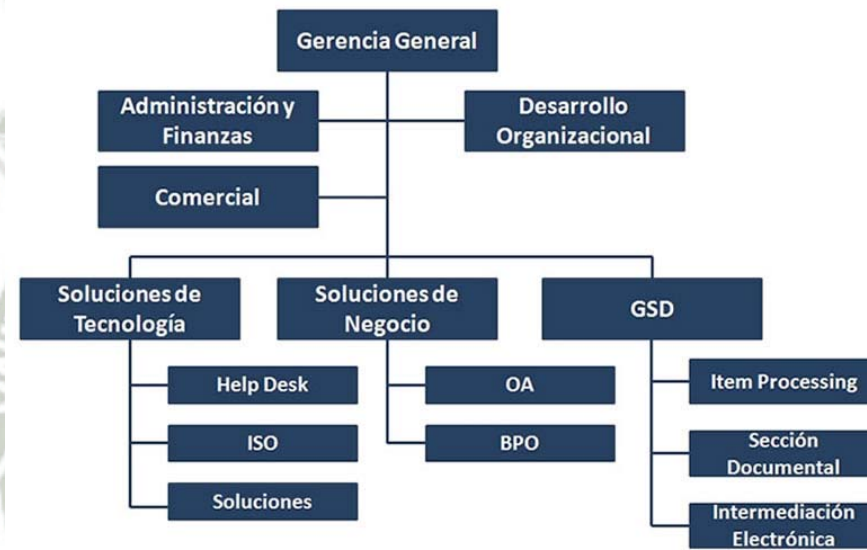 Gerencia General
Administración y
Finanzas
Desarrollo
Organizacional
Comercial
Soluciones de
Tecnología
Soluciones de
Negocio
GSD
Help Desk
ISO
Soluciones
OA
BPO
Item Processing
Sección
Documental
Intermediación
Electrónica